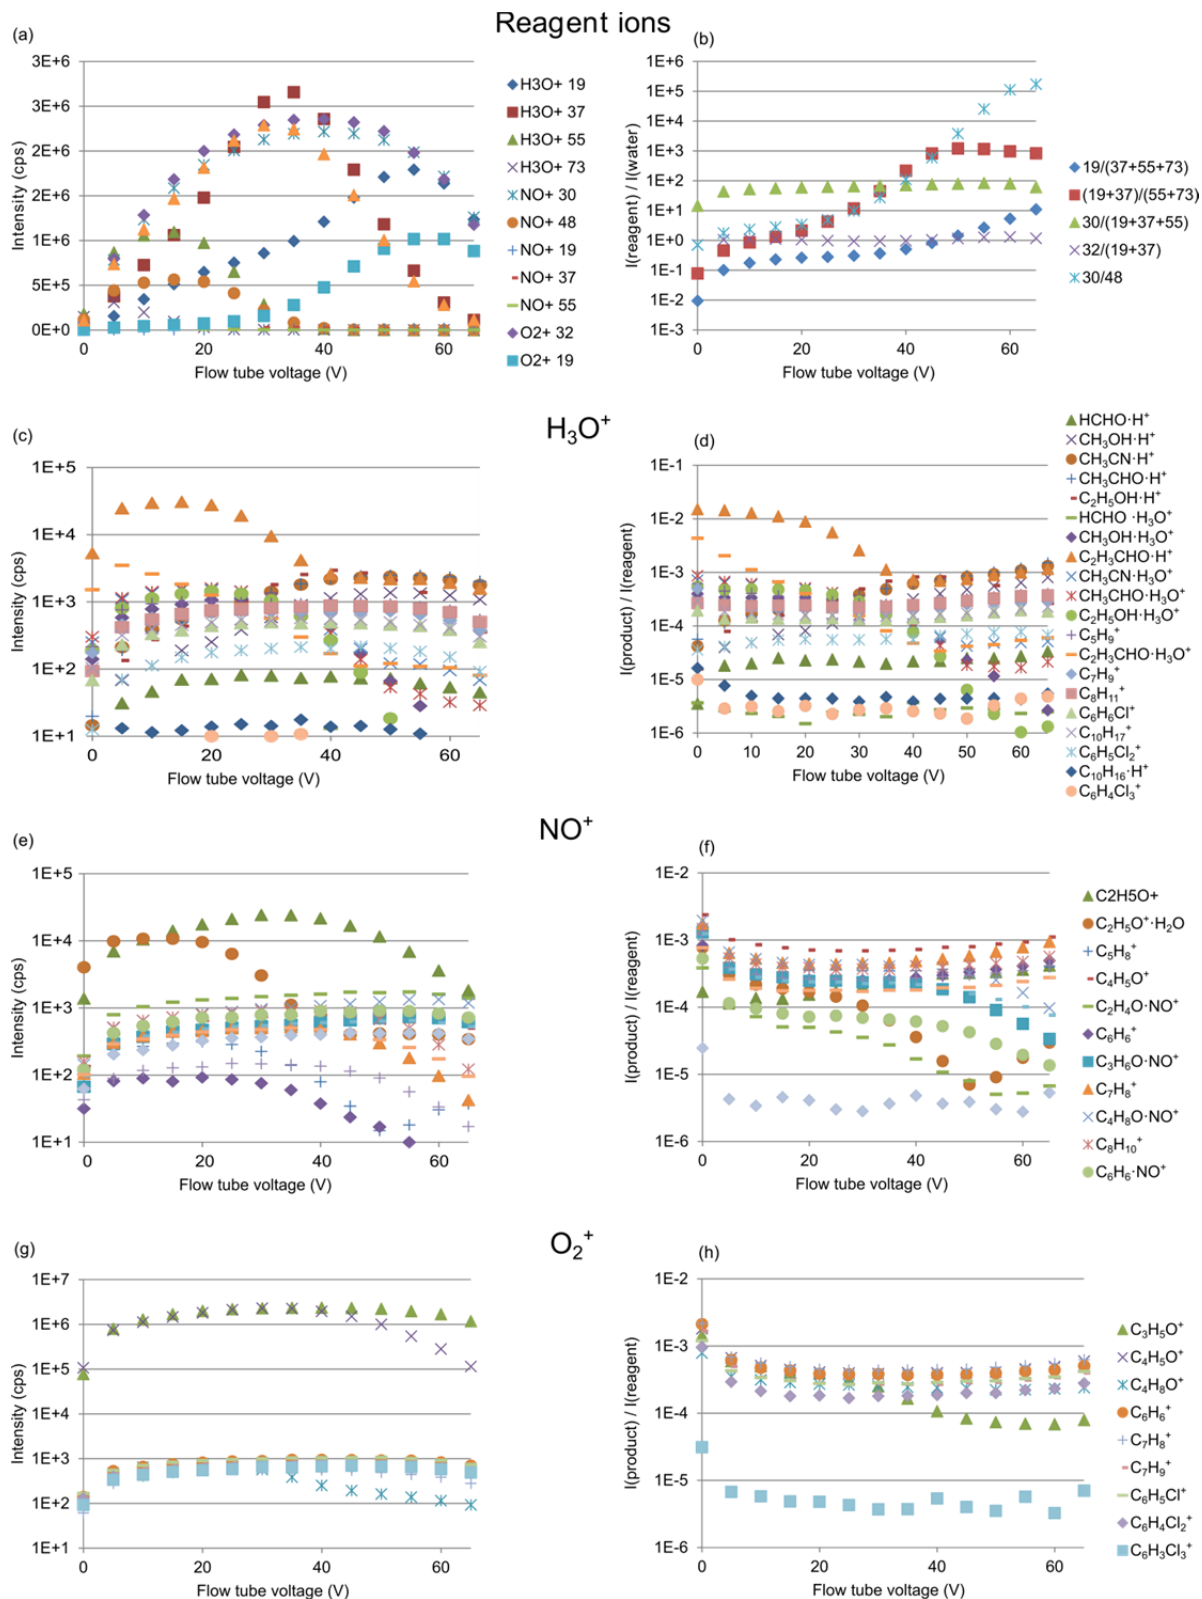 Reagent ions
(a)
3E+6
3E+6
2E+6
2E+6
1E+6
5E+5
0E+0
Intensity (cps)
0 20 40 60
Flow tube voltage (V)
H3O+ 19
H3O+ 37
H3O+ 55
H3O+ 73
NO+ 30
NO+ 48
NO+ 19
NO+ 37
NO+ 55
O2+ 32
O2+ 19
(b)
1E+6
1E+5
1E+4
1E+3
1E+2
1E+1
1E+0
1E-1
1E-2
1E-3
I(reagent) / I(water)
0 20 40 60
Flow tube voltage (V)
19/(37+55+73)
(19+37)/(55+73)
30/(19+37+55)
32/(19+37)
30/48
H₃O⁺
(c)
1E+5
1E+4
1E+3
1E+2
1E+1
Intensity (cps)
0 20 40 60
Flow tube voltage (V)
(d)
1E-1
1E-2
1E-3
1E-4
1E-5
1E-6
I(product) / I(reagent)
0 10 20 30 40 50 60
Flow tube voltage (V)
HCHO·H⁺
CH₃OH·H⁺
CH₃CN·H⁺
CH₃CHO·H⁺
C₂H₅OH·H⁺
HCHO ·H₃O⁺
CH₃OH·H₃O⁺
C₂H₃CHO·H⁺
CH₃CN·H₃O⁺
CH₃CHO·H₃O⁺
C₂H₅OH·H₃O⁺
C₅H₉⁺
C₂H₃CHO·H₃O⁺
C₇H₉⁺
C₈H₁₁⁺
C₆H₆Cl⁺
C₁₀H₁₇⁺
C₆H₅Cl₂⁺
C₁₀H₁₆·H⁺
C₆H₄Cl₃⁺
NO⁺
(e)
1E+5
1E+4
1E+3
1E+2
1E+1
Intensity (cps)
0 20 40 60
Flow tube voltage (V)
(f)
1E-2
1E-3
1E-4
1E-5
1E-6
I(product) / I(reagent)
0 20 40 60
Flow tube voltage (V)
C2H5O+
C₂H₅O⁺·H₂O
C₅H₈⁺
C₄H₅O⁺
C₂H₄O·NO⁺
C₆H₆⁺
C₃H₆O·NO⁺
C₇H₈⁺
C₄H₈O·NO⁺
C₈H₁₀⁺
C₆H₆·NO⁺
O₂⁺
(g)
1E+7
1E+6
1E+5
1E+4
1E+3
1E+2
1E+1
Intensity (cps)
0 20 40 60
Flow tube voltage (V)
(h)
1E-2
1E-3
1E-4
1E-5
1E-6
I(product) / I(reagent)
0 20 40 60
Flow tube voltage (V)
C₃H₅O⁺
C₄H₅O⁺
C₄H₈O⁺
C₆H₆⁺
C₇H₈⁺
C₇H₉⁺
C₆H₅Cl⁺
C₆H₄Cl₂⁺
C₆H₃Cl₃⁺